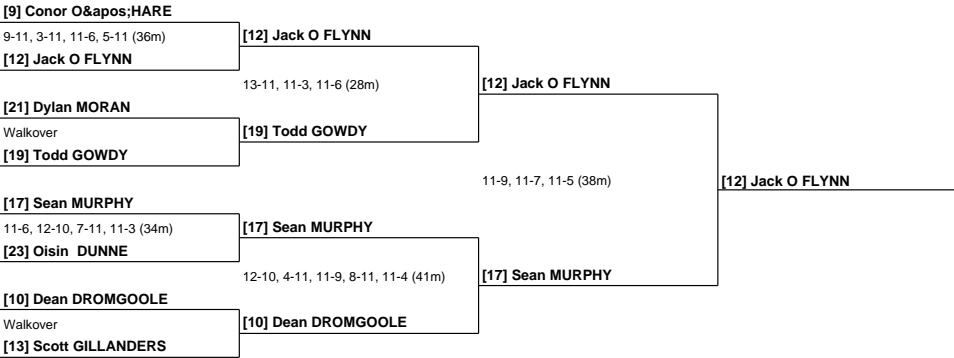 [9] Conor O&apos;HARE
9-11, 3-11, 11-6, 5-11 (36m)
[12] Jack O FLYNN
[12] Jack O FLYNN
13-11, 11-3, 11-6 (28m)
[12] Jack O FLYNN
[21] Dylan MORAN
Walkover
[19] Todd GOWDY
[19] Todd GOWDY
11-9, 11-7, 11-5 (38m)
[12] Jack O FLYNN
[17] Sean MURPHY
11-6, 12-10, 7-11, 11-3 (34m)
[17] Sean MURPHY
[23] Oisin  DUNNE
12-10, 4-11, 11-9, 8-11, 11-4 (41m)
[17] Sean MURPHY
[10] Dean DROMGOOLE
Walkover
[10] Dean DROMGOOLE
[13] Scott GILLANDERS